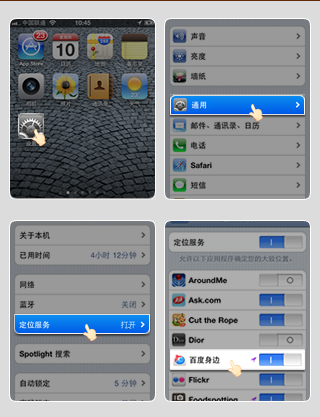 中国联通 10:45
23
10
App Store 日历
通讯录
声音
亮度
墙纸
通用
邮件、通讯录、日历
电话
Safari
短信
关于本机
已用时间 4小时 12分钟
网络
蓝牙 关闭
定位服务 打开
Spotlight 搜索
自动锁定 5 分钟
定位服务
允许以下应用程序确定您的大致位置。
AroundMe
Ask.com
Cut the Rope
Dior
百度身边
Flickr
Foodspotting